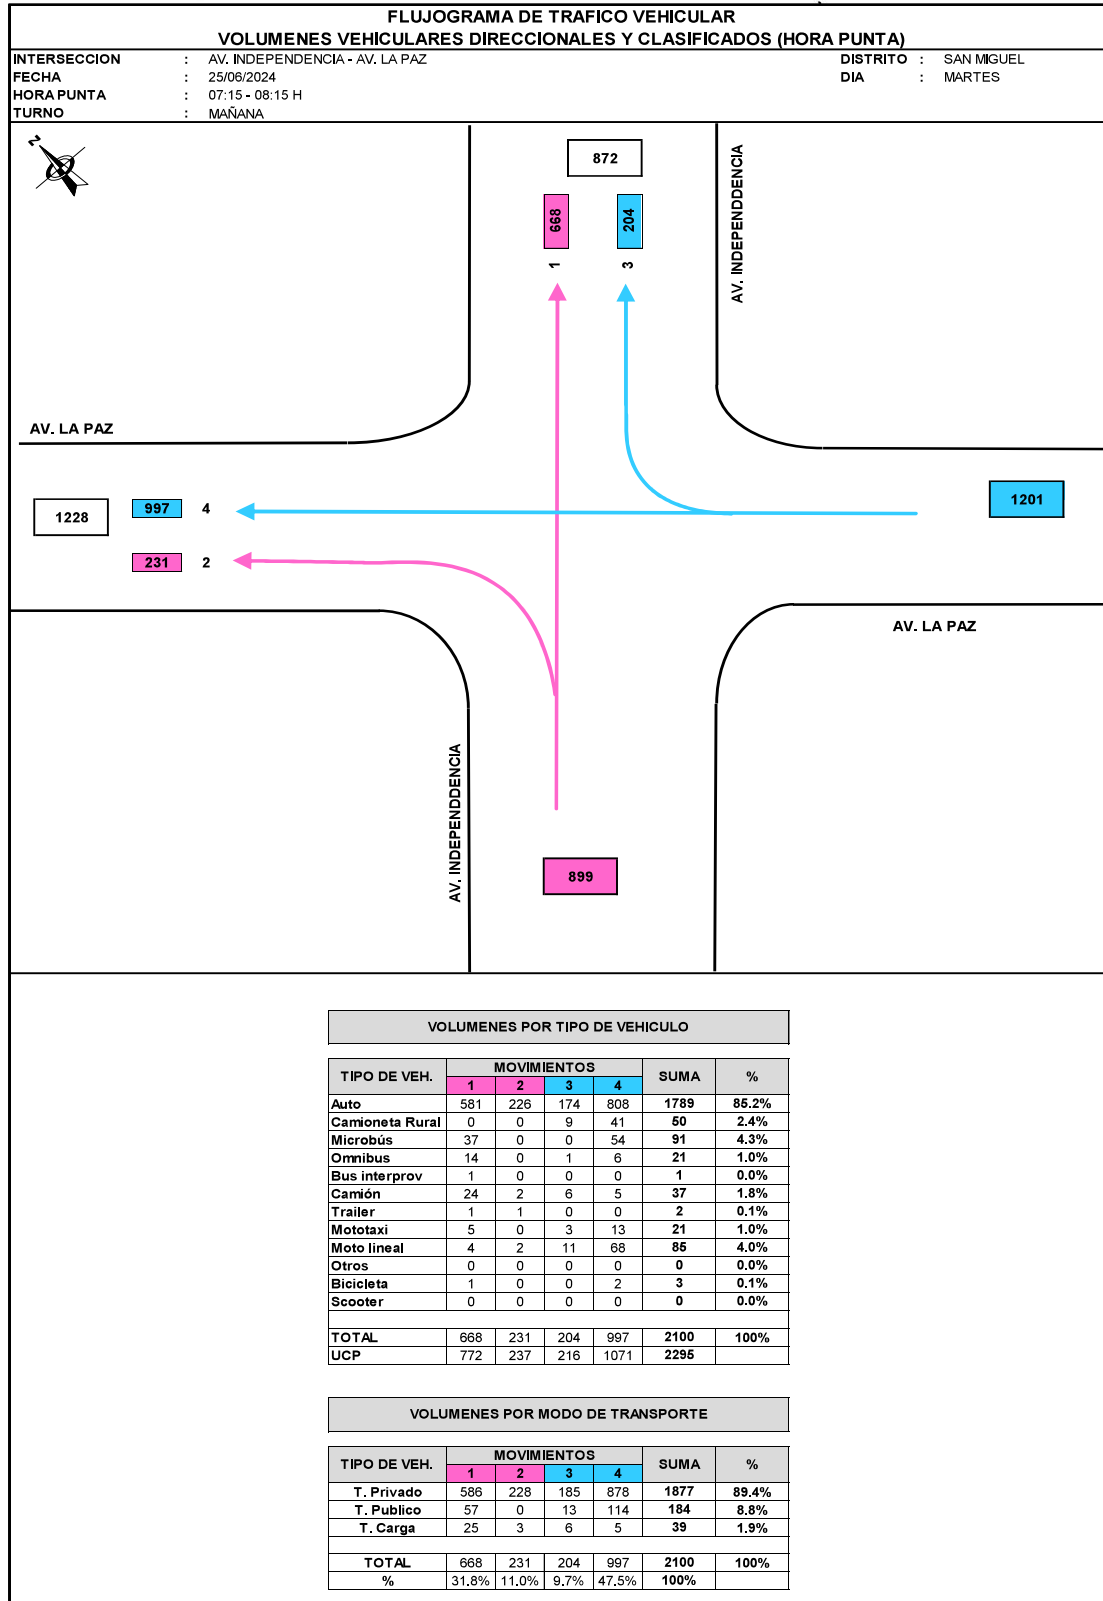 FLUJOGRAMA DE TRAFICO VEHICULAR
VOLUMENES VEHICULARES DIRECCIONALES Y CLASIFICADOS (HORA PUNTA)
INTERSECCION : AV. INDEPENDENCIA - AV. LA PAZ DISTRITO : SAN MIGUEL
FECHA : 25/06/2024 DIA : MARTES
HORA PUNTA : 07:15 - 08:15 H
TURNO : MAÑANA
N
872
668 204
1 3
AV. INDEPENDDENCIA
AV. LA PAZ
1228 997 4
231 2
1201
AV. LA PAZ
AV. INDEPENDDENCIA
899
VOLUMENES POR TIPO DE VEHICULO
TIPO DE VEH. MOVIMIENTOS SUMA %
1 2 3 4
Auto 581 226 174 808 1789 85.2%
Camioneta Rural 0 0 9 41 50 2.4%
Microbús 37 0 0 54 91 4.3%
Omnibus 14 0 1 6 21 1.0%
Bus interprov 1 0 0 0 1 0.0%
Camión 24 2 6 5 37 1.8%
Trailer 1 1 0 0 2 0.1%
Mototaxi 5 0 3 13 21 1.0%
Moto lineal 4 2 11 68 85 4.0%
Otros 0 0 0 0 0 0.0%
Bicicleta 1 0 0 2 3 0.1%
Scooter 0 0 0 0 0 0.0%
TOTAL 668 231 204 997 2100 100%
UCP 772 237 216 1071 2295
VOLUMENES POR MODO DE TRANSPORTE
TIPO DE VEH. MOVIMIENTOS SUMA %
1 2 3 4
T. Privado 586 228 185 878 1877 89.4%
T. Publico 57 0 13 114 184 8.8%
T. Carga 25 3 6 5 39 1.9%
TOTAL 668 231 204 997 2100 100%
% 31.8% 11.0% 9.7% 47.5% 100%